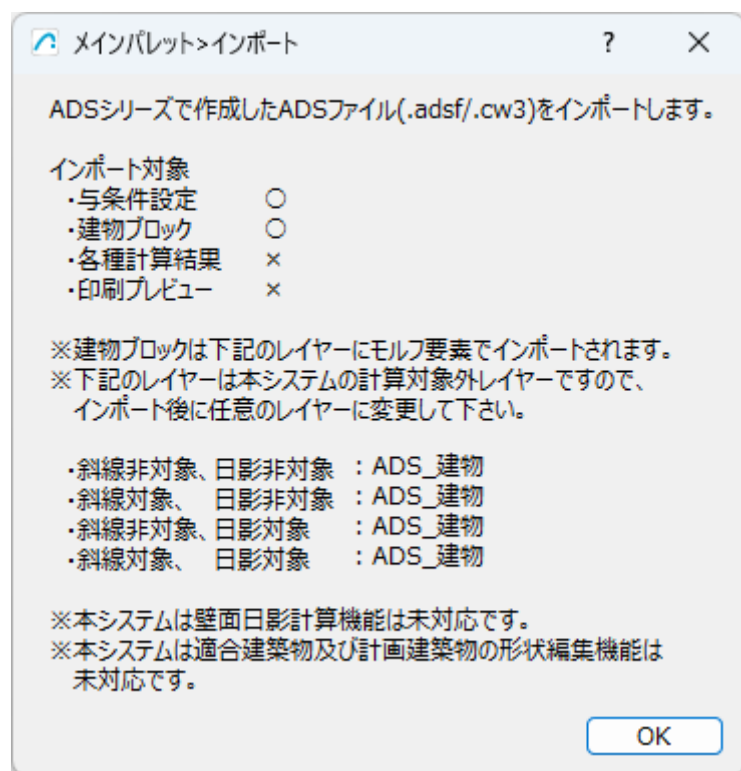 メインパレット>インポート
?
×
ADSシリーズで作成したADSファイル(.adsf/.cw3)をインポートします。
インポート対象
・与条件設定 ○
・建物ブロック ○
・各種計算結果 ×
・印刷プレビュー ×
※建物ブロックは下記のレイヤーにモルフ要素でインポートされます。
※下記のレイヤーは本システムの計算対象外レイヤーですので、
インポート後に任意のレイヤーに変更して下さい。
・斜線非対象、日影非対象 : ADS_建物
・斜線対象、 日影非対象 : ADS_建物
・斜線非対象、日影対象 : ADS_建物
・斜線対象、 日影対象 : ADS_建物
※本システムは壁面日影計算機能は未対応です。
※本システムは適合建築物及び計画建築物の形状編集機能は
未対応です。
OK